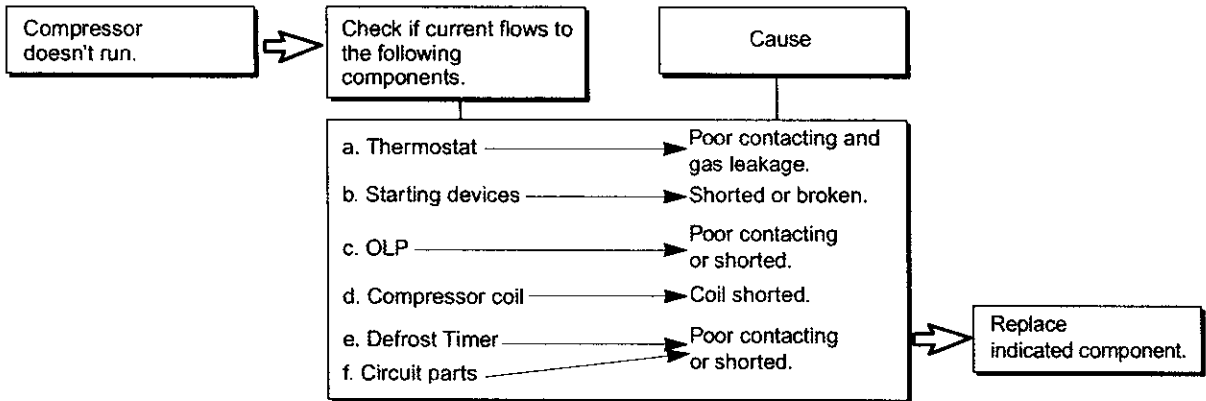 Compressor
doesn't run.
Check if current flows to
the following
components.
Cause
a. Thermostat
Poor contacting and
gas leakage.
b. Starting devices
Shorted or broken.
c. OLP
Poor contacting
or shorted.
d. Compressor coil
Coil shorted.
e. Defrost Timer
f. Circuit parts
Poor contacting
or shorted.
Replace
indicated component.